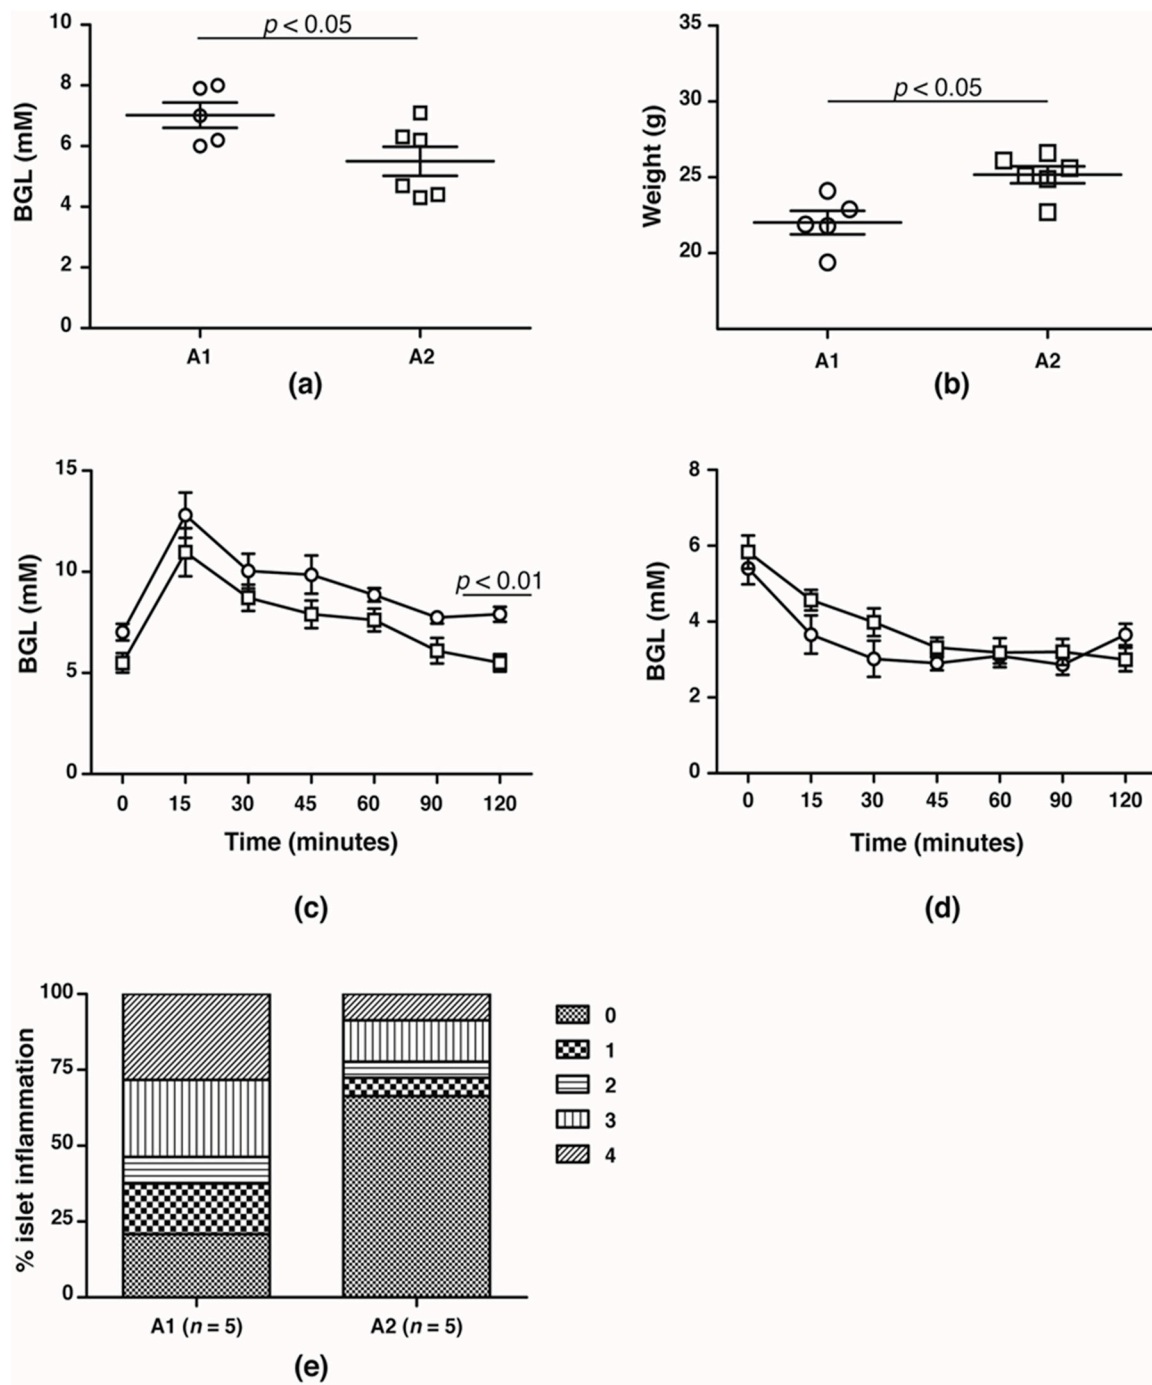 10
8
6
4
2
0
BGL (mM)
p < 0.05
A1
A2
(a)
35
30
25
20
Weight (g)
p < 0.05
A1
A2
(b)
15
10
5
0
BGL (mM)
p < 0.01
0 15 30 45 60 90 120
Time (minutes)
(c)
8
6
4
2
0
BGL (mM)
0 15 30 45 60 90 120
Time (minutes)
(d)
100
75
50
25
0
% islet inflammation
A1 (n = 5)
A2 (n = 5)
0
1
2
3
4
(e)